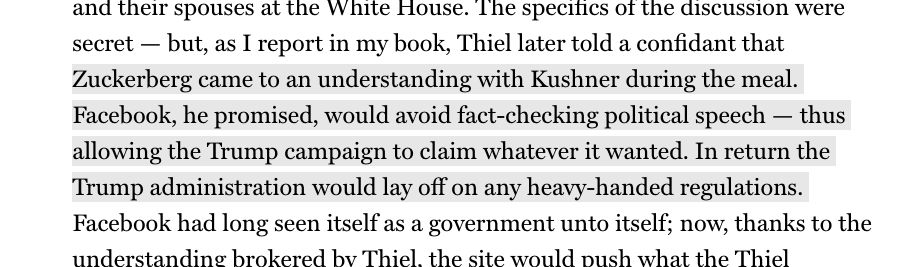 and their spouses at the White House. The specifics of the discussion were
secret — but, as I report in my book, Thiel later told a confidant that
Zuckerberg came to an understanding with Kushner during the meal.
Facebook, he promised, would avoid fact-checking political speech — thus
allowing the Trump campaign to claim whatever it wanted. In return the
Trump administration would lay off on any heavy-handed regulations.
Facebook had long seen itself as a government unto itself; now, thanks to the
understanding brokered by Thiel, the site would push what the Thiel